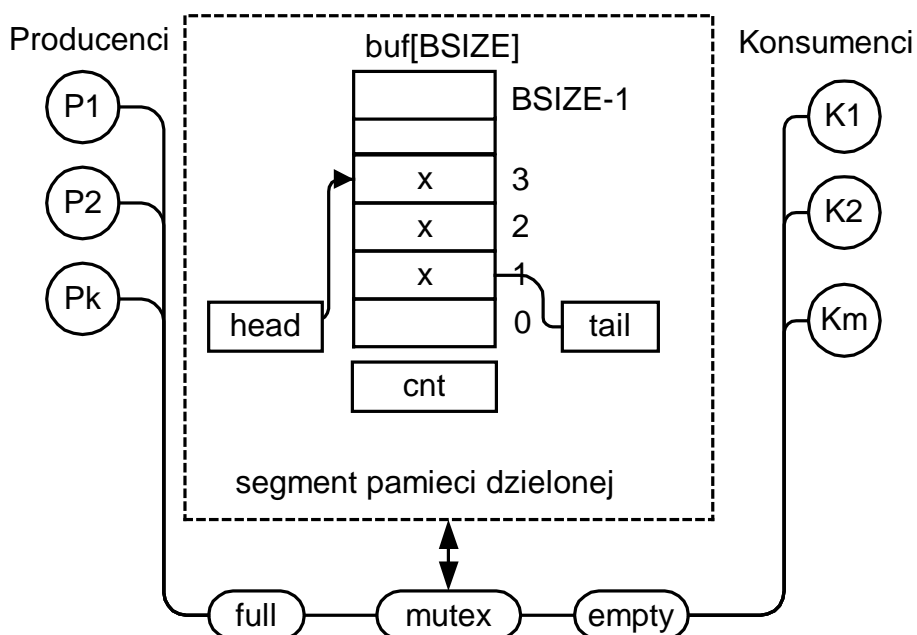 Producenci
buf[BSIZE]
Konsumenci
P1
BSIZE-1
K1
x
3
P2
x
2
K2
x
1
Pk
head
0
tail
Km
cnt
segment pamieci dzielonej
full
mutex
empty